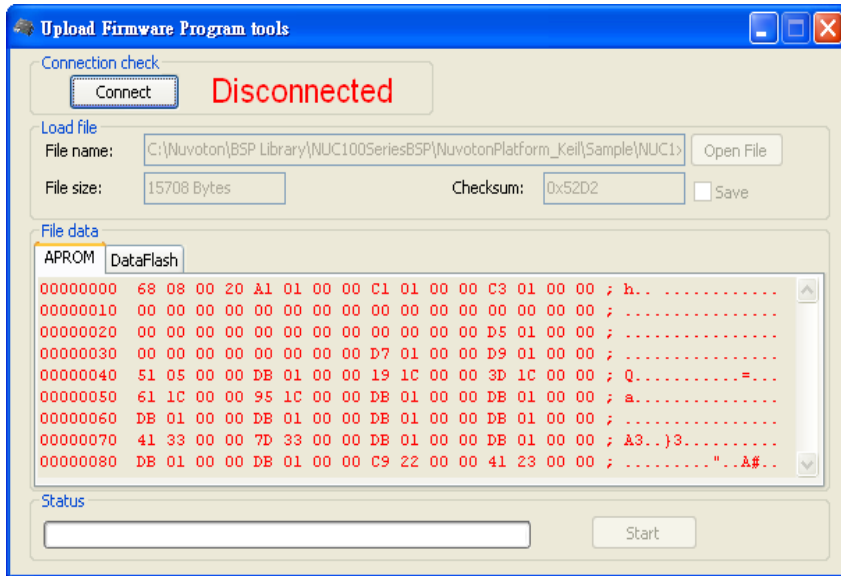 Upload Firmware Program tools
Connection check
Connect
Disconnected
Load file
File name:
C:\Nuvoton\BSP Library\NUC100SeriesBSP\NuvotonPlatform_Keil\Sample\NUC1
Open File
File size:
15708 Bytes
Checksum:
0x52D2
Save
File data
APROM
DataFlash
00000000 68 08 00 20 A1 01 00 00 C1 01 00 00 C3 01 00 00 ; h.. ............
00000010 00 00 00 00 00 00 00 00 00 00 00 00 00 00 00 00 ; ................
00000020 00 00 00 00 00 00 00 00 00 00 00 00 D5 01 00 00 ; ................
00000030 00 00 00 00 00 00 00 00 D7 01 00 00 D9 01 00 00 ; ................
00000040 51 05 00 00 DB 01 00 00 19 1C 00 00 3D 1C 00 00 ; Q...........=...
00000050 61 1C 00 00 95 1C 00 00 DB 01 00 00 DB 01 00 00 ; a...............
00000060 DB 01 00 00 DB 01 00 00 DB 01 00 00 DB 01 00 00 ; ................
00000070 41 33 00 00 7D 33 00 00 DB 01 00 00 DB 01 00 00 ; A3..}3..........
00000080 DB 01 00 00 DB 01 00 00 C9 22 00 00 41 23 00 00 ; ........."..A#..
Status
Start